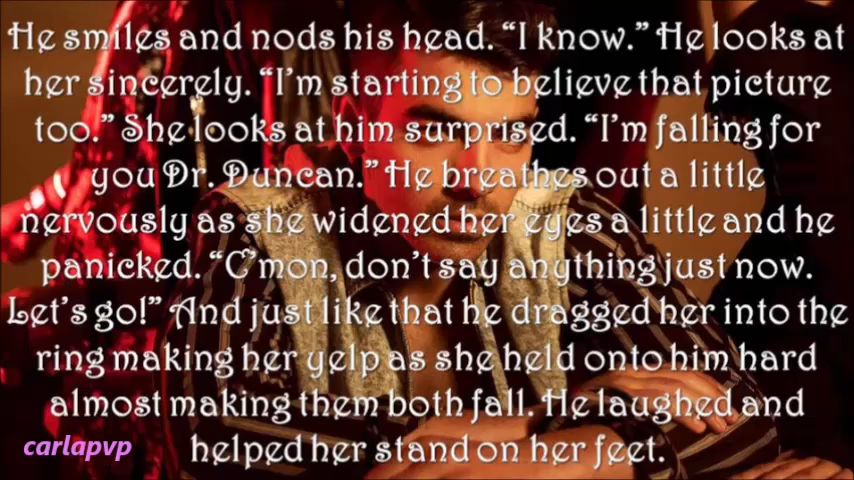 He smiles and nods his head. “I know.” He looks at
her sincerely. “I’m starting to believe that picture
too.” She looks at him surprised. “I’m falling for
you Dr. Duncan.” He breathes out a little
nervously as she widened her eyes a little and he
panicked. “C’mon, don’t say anything just now.
Let’s go!” And just like that he dragged her into the
ring making her yelp as she held onto him hard
almost making them both fall. He laughed and
helped her stand on her feet.
carlapvp